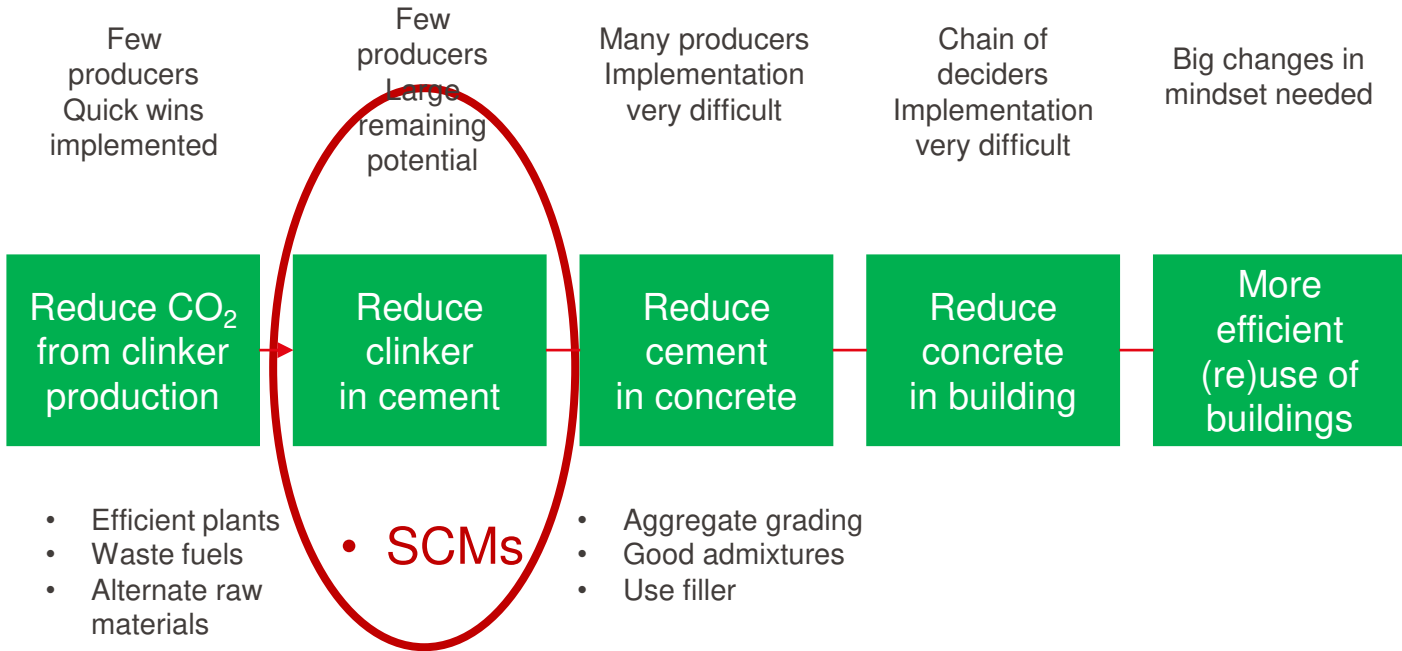 Few
producers
Quick wins
implemented
Few
producers
Large
remaining
potential
Many producers
Implementation
very difficult
Chain of
deciders
Implementation
very difficult
Big changes in
mindset needed
Reduce CO₂
from clinker
production
Reduce
clinker
in cement
Reduce
cement
in concrete
Reduce
concrete
in building
More
efficient
(re)use of
buildings
• Efficient plants
• Waste fuels
• Alternate raw
materials
• SCMs
• Aggregate grading
• Good admixtures
• Use filler